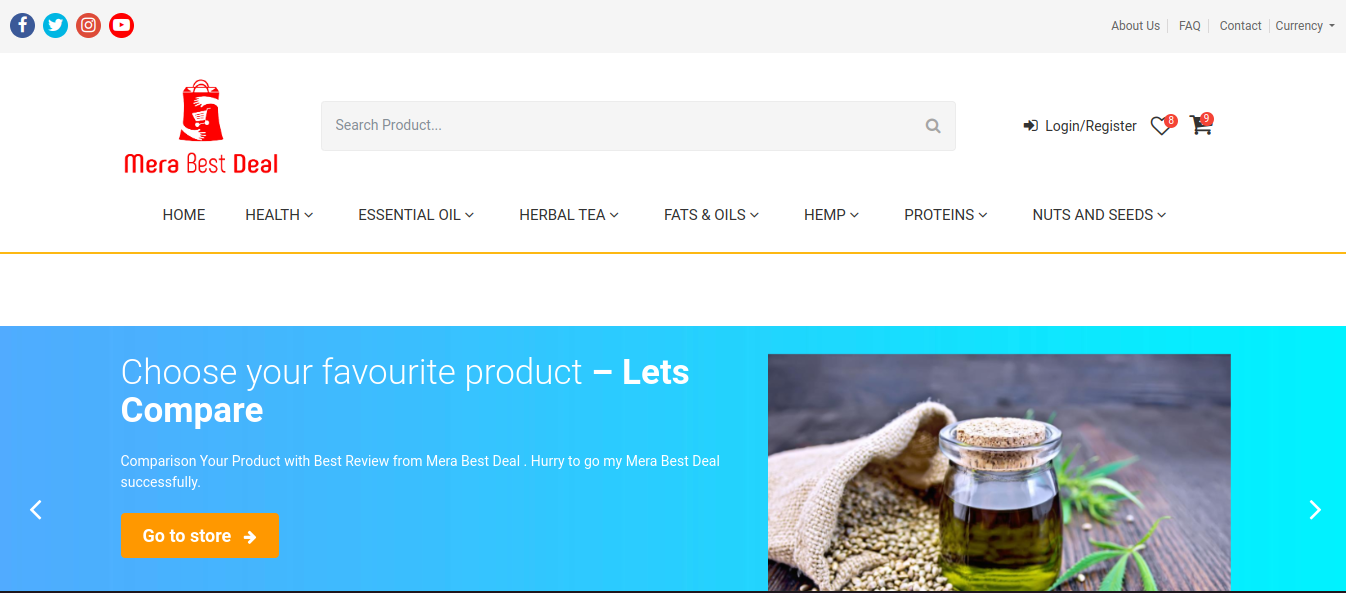 About Us FAQ Contact Currency
Mera Best Deal
Search Product...
Login/Register 8 9
HOME HEALTH ESSENTIAL OIL HERBAL TEA FATS & OILS HEMP PROTEINS NUTS AND SEEDS
Choose your favourite product – Lets
Compare
Comparison Your Product with Best Review from Mera Best Deal . Hurry to go my Mera Best Deal
successfully.
Go to store